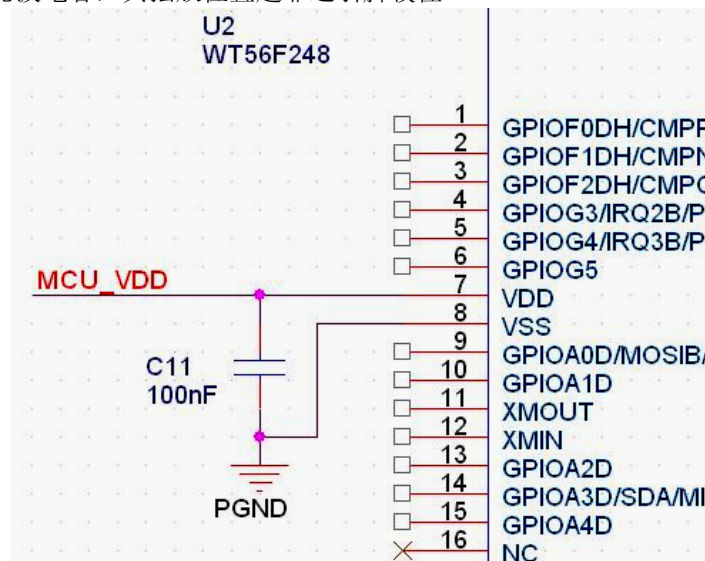 U2
WT56F248
1
GPIOF0DH/CMPP
2
GPIOF1DH/CMPN
3
4
GPIOG3/IRQ2B/P
5
GPIOG4/IRQ3B/P
6
GPIOG5
MCU_VDD
7
VDD
8
VSS
9
GPIOA0D/MOSIB/
C11
100nF
10
GPIOA1D
11
XMOUT
12
XMIN
13
GPIOA2D
14
GPIOA3D/SDA/MI
PGND
15
GPIOA4D
16
NC